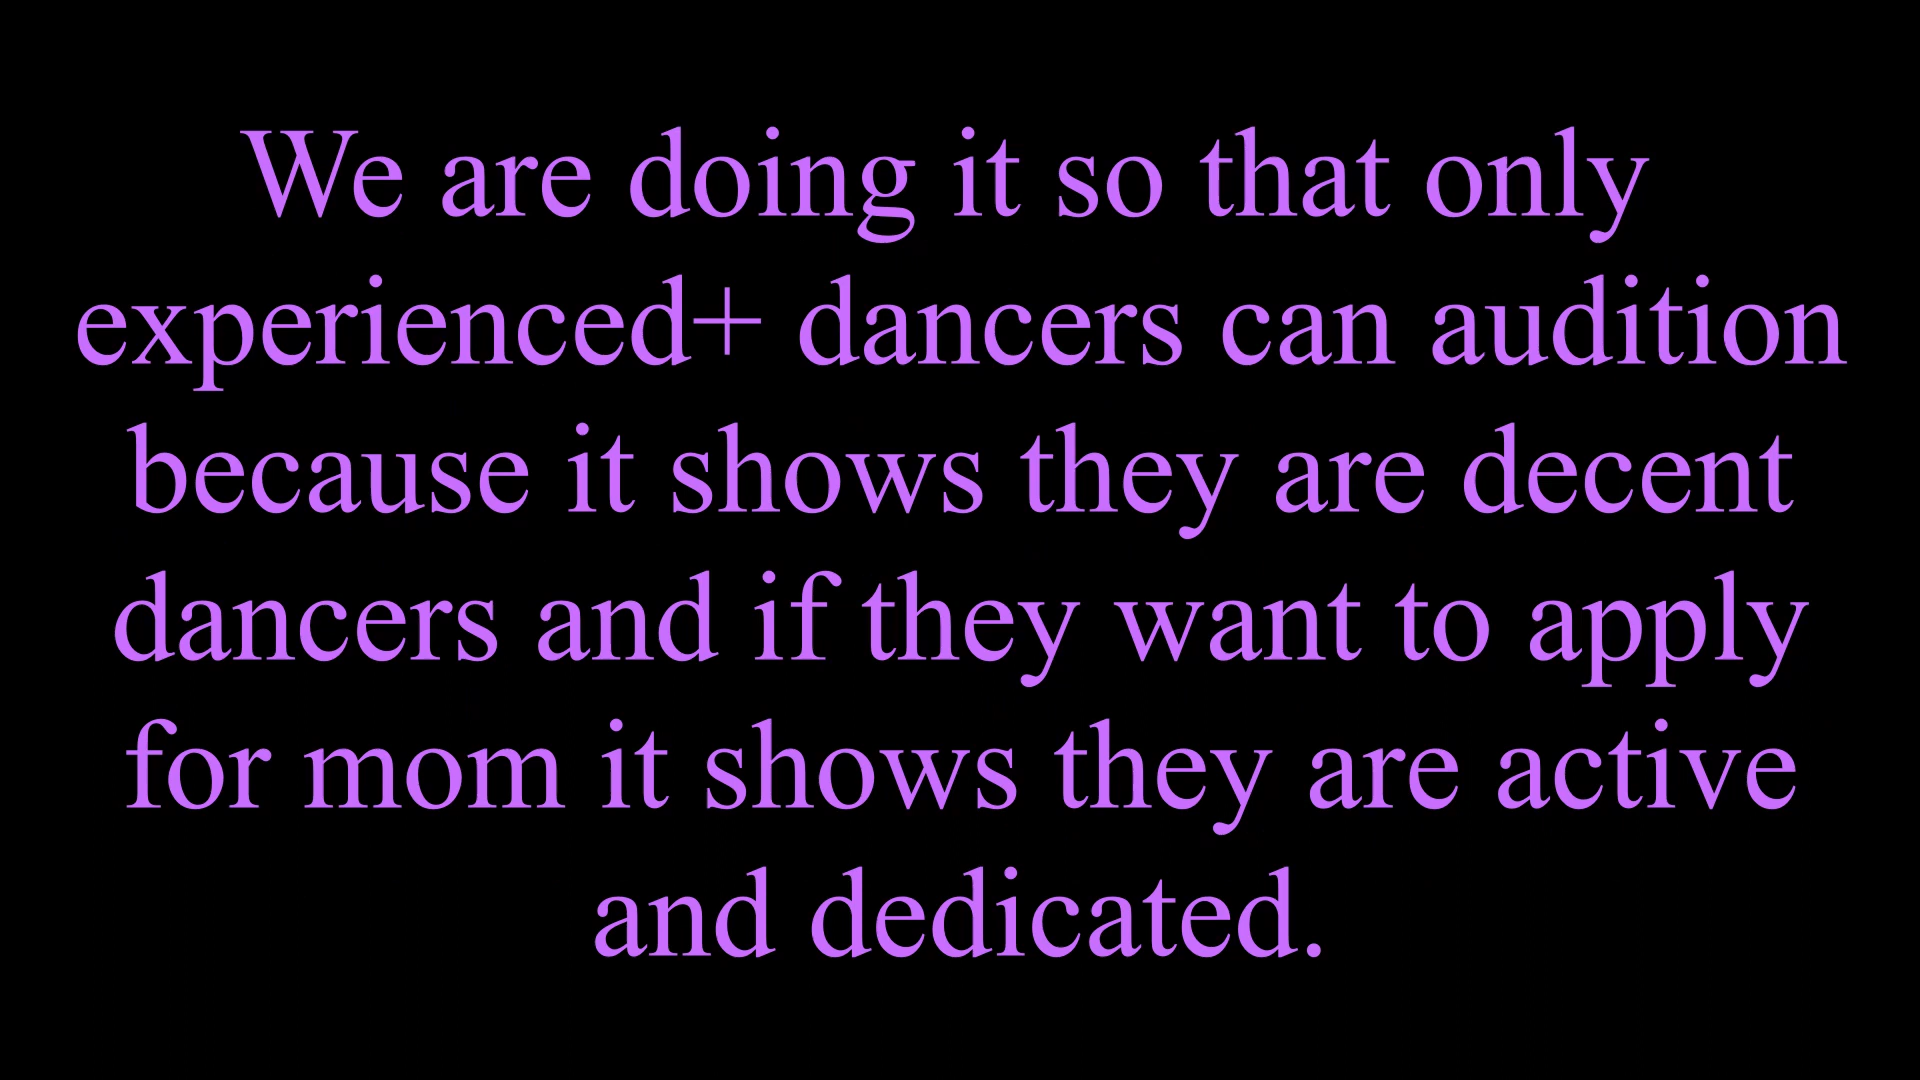 We are doing it so that only
experienced+ dancers can audition
because it shows they are decent
dancers and if they want to apply
for mom it shows they are active
and dedicated.